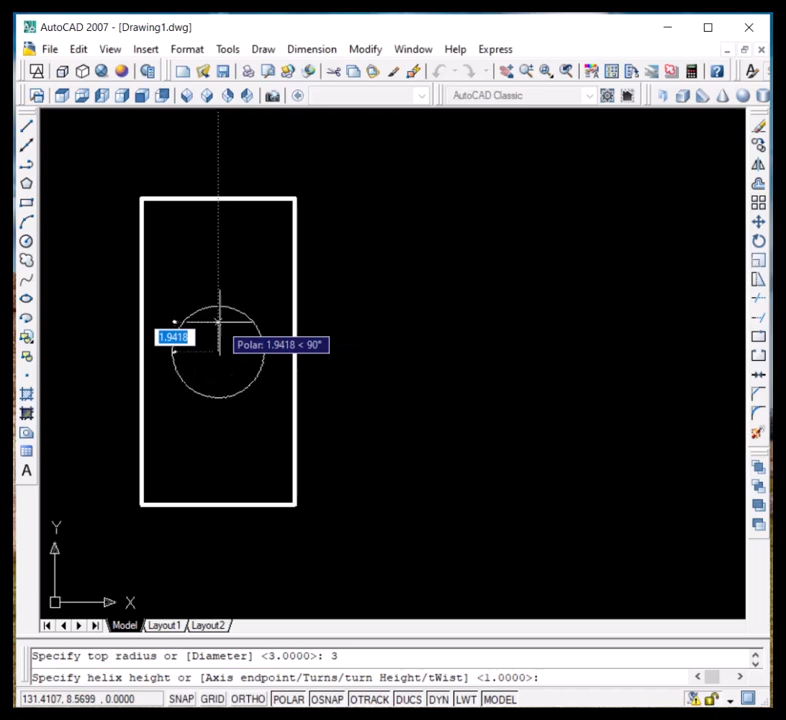 AutoCAD 2007 - [Drawing1.dwg]
File Edit View Insert Format Tools Draw Dimension Modify Window Help Express
AutoCAD Classic
1.9418
Polar: 1.9418 < 90°
Y
X
Model Layout1 Layout2
Specify top radius or [Diameter] <3.0000>: 3
Specify helix height or [Axis endpoint/Turns/turn Height/tWist] <1.0000>:
131.4107, 8.5699 , 0.0000 SNAP GRID ORTHO POLAR OSNAP OTRACK DUCS DYN LWT MODEL